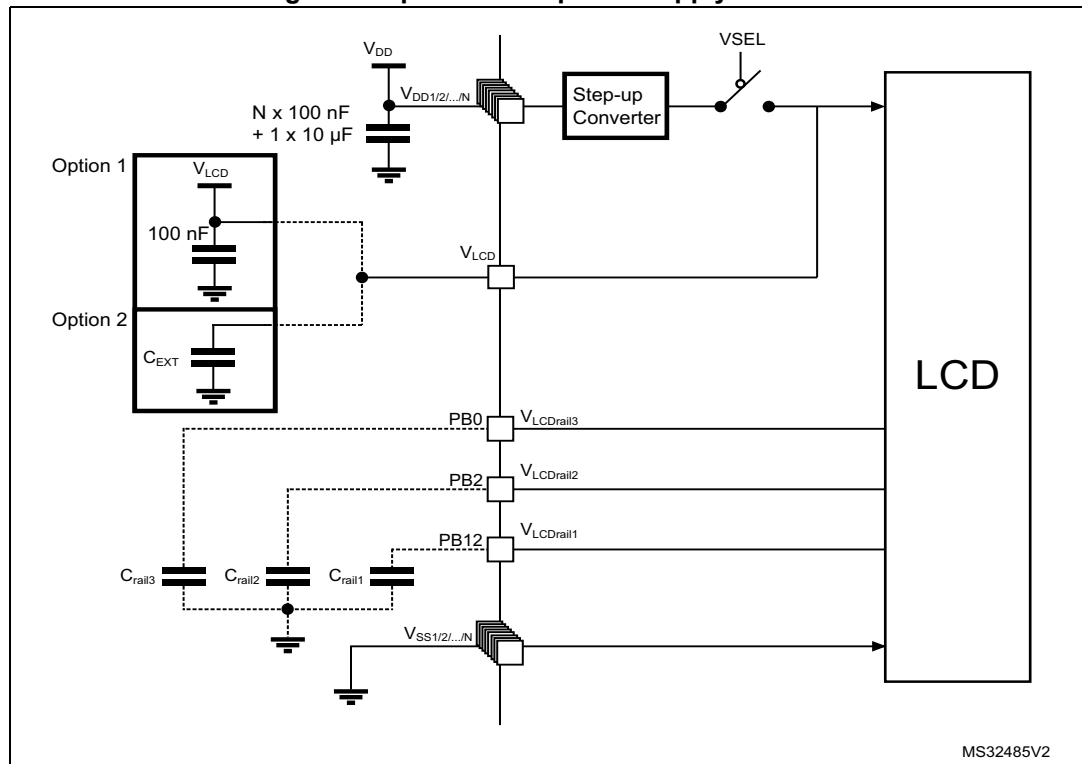 VSEL
VDD
VDD1/2/.../N
Step-up
Converter
N x 100 nF
+ 1 x 10 µF
Option 1
VLCD
100 nF
VLCD
Option 2
CEXT
LCD
PB0
VLCDrail3
PB2
VLCDrail2
PB12
VLCDrail1
Crail3
Crail2
Crail1
VSS1/2/.../N
MS32485V2